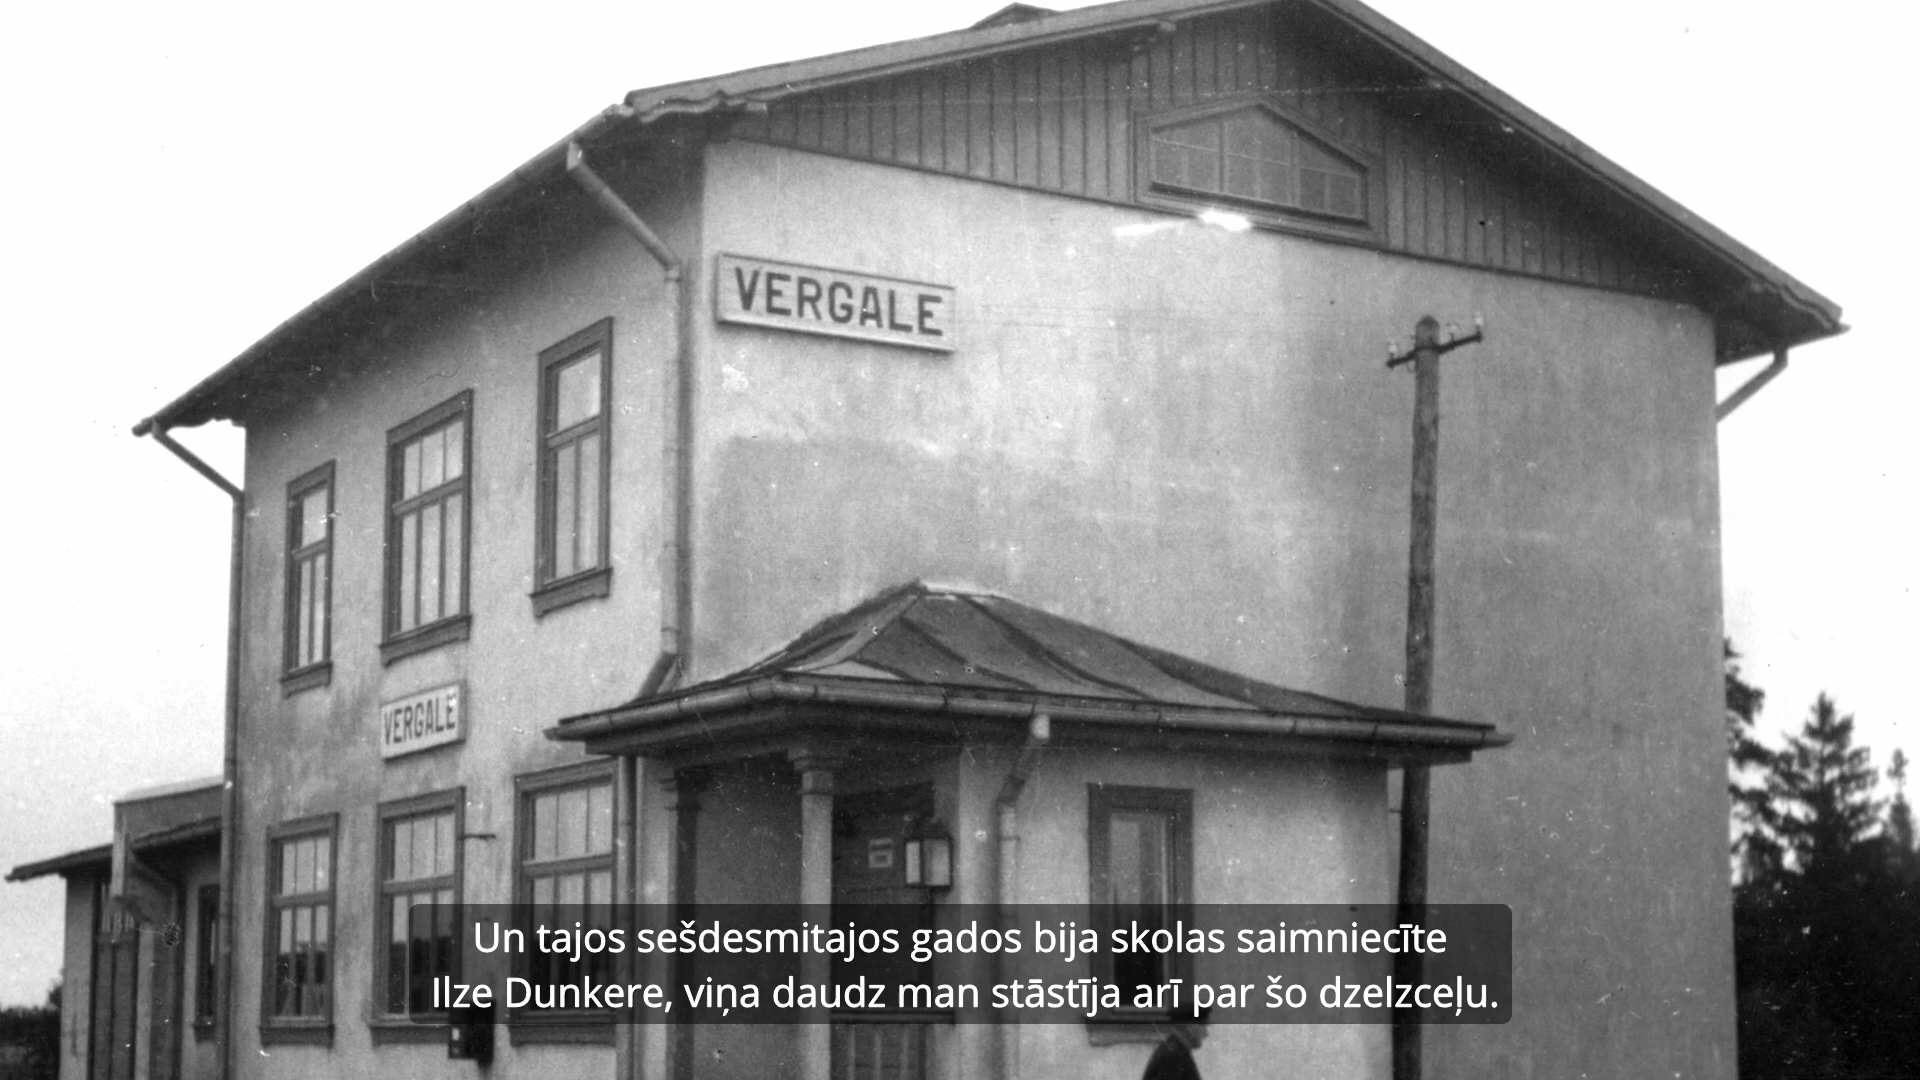 VERGALE
VERGALE
Un tajos sešdesmitajos gados bija skolas saimniecīte
Ilze Dunkere, viņa daudz man stāstīja arī par šo dzelzceļu.